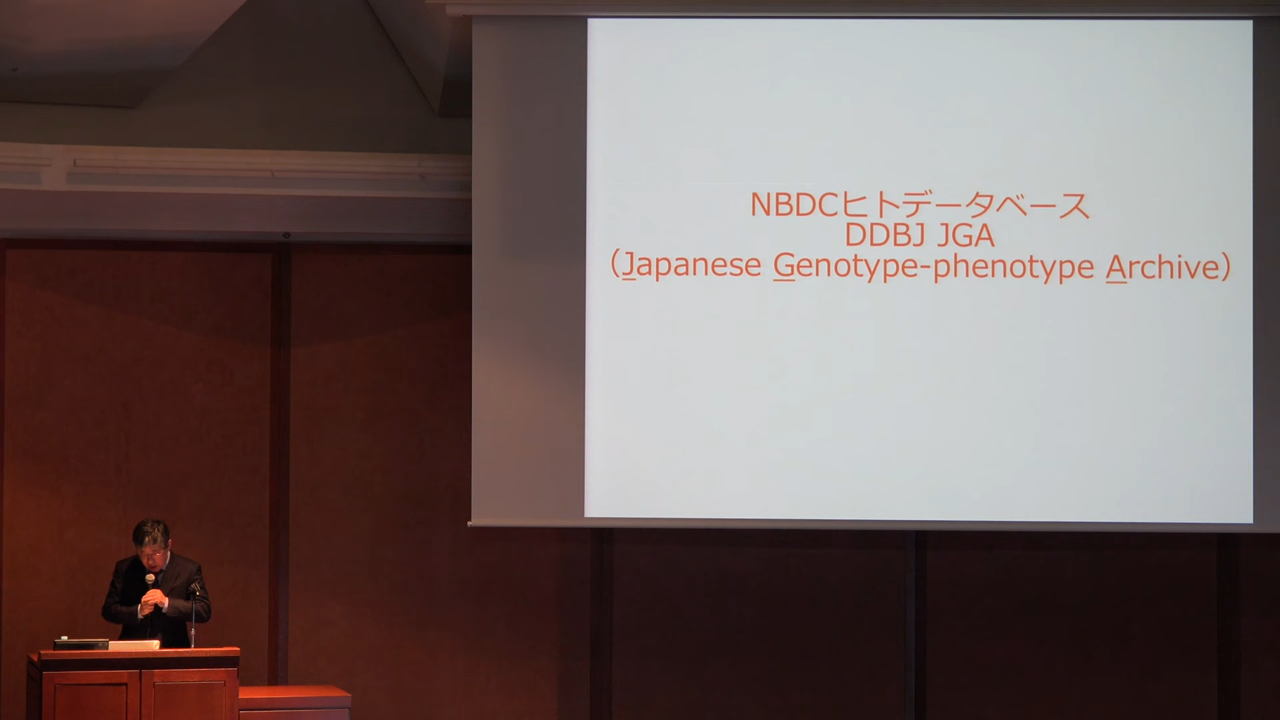 NBDCヒトデータベース
DDBJ JGA
（Japanese Genotype-phenotype Archive）